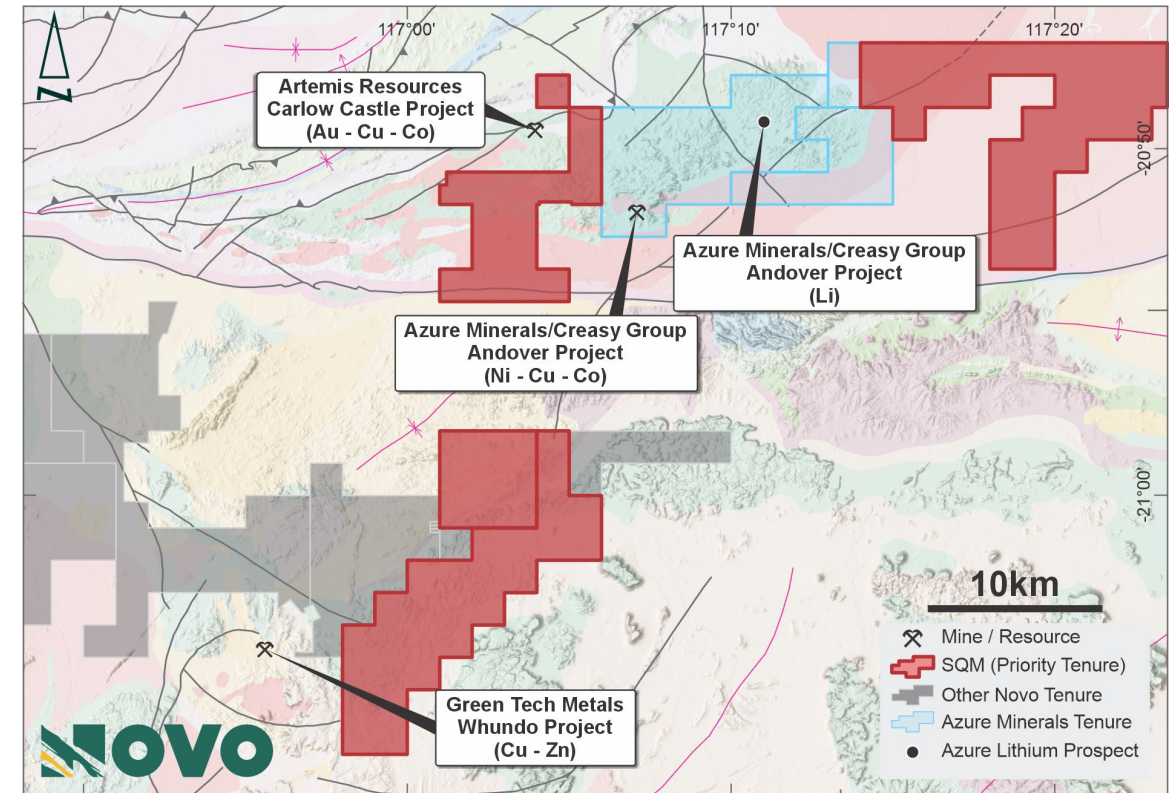 117°00'
117°10'
117°20'
N
Artemis Resources
Carlow Castle Project
(Au - Cu - Co)
-20°50'
Azure Minerals/Creasy Group
Andover Project
(Li)
Azure Minerals/Creasy Group
Andover Project
(Ni - Cu - Co)
-21°00'
10km
Mine / Resource
SQM (Priority Tenure)
Other Novo Tenure
Azure Minerals Tenure
Azure Lithium Prospect
Green Tech Metals
Whundo Project
(Cu - Zn)
NOVO